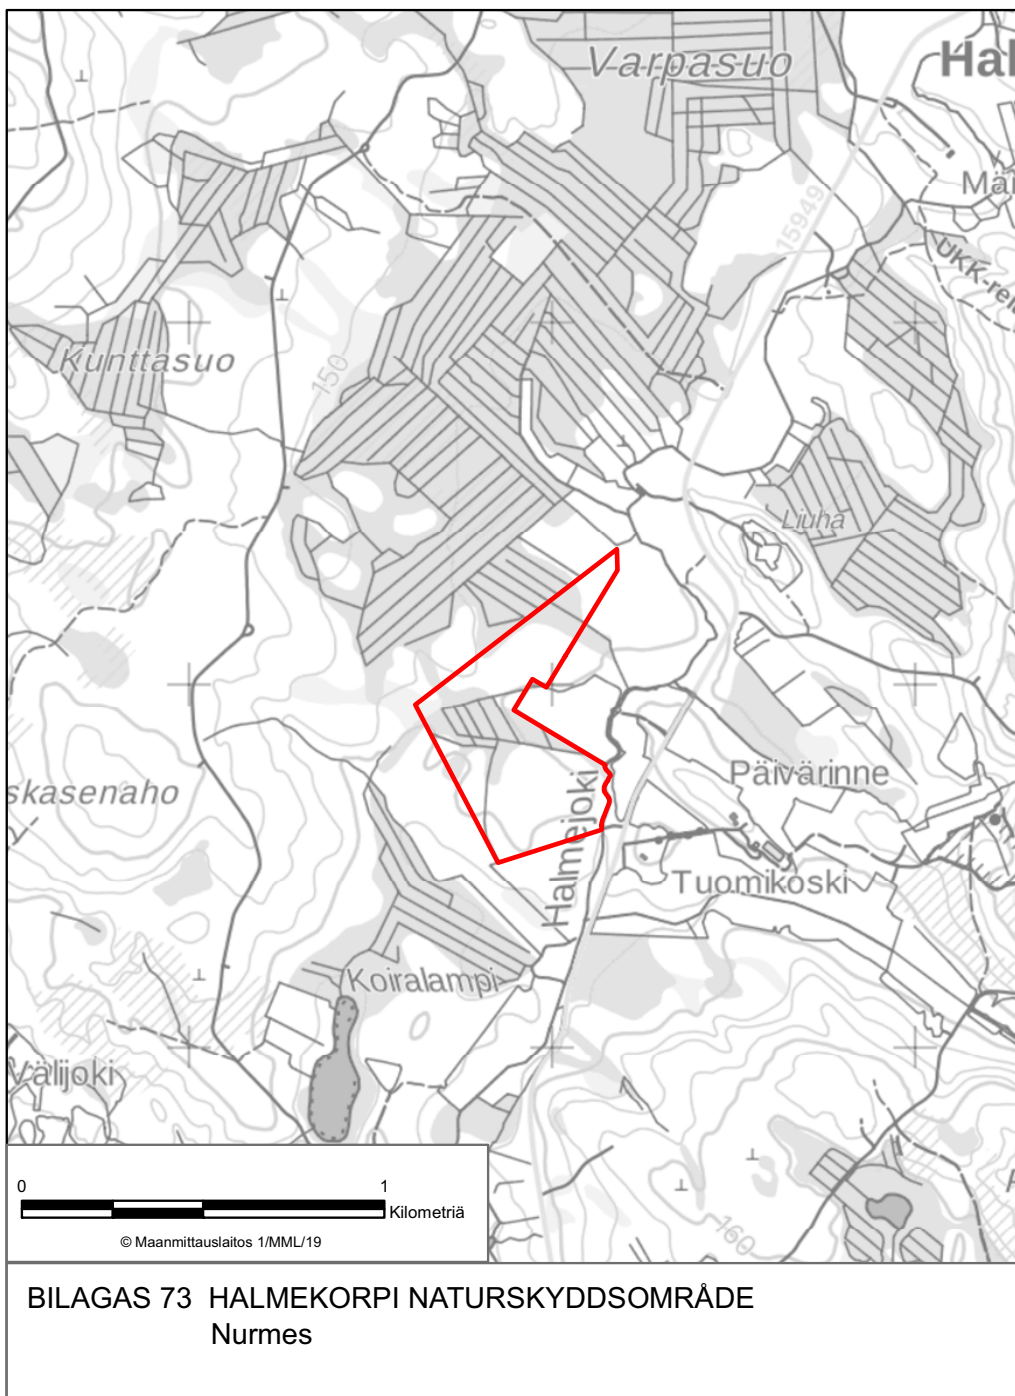 Varpasuo
Hal
15949
Mär
UKK-rei
Kunttasuo
150
Liuha
skasenaho
Halmejoki
Päivärinne
Tuomikoski
Koiralampi
Välijoki
160
0 1
Kilometriä
© Maanmittauslaitos 1/MML/19
BILAGAS 73 HALMEKORPI NATURSKYDDSOMRÅDE
Nurmes